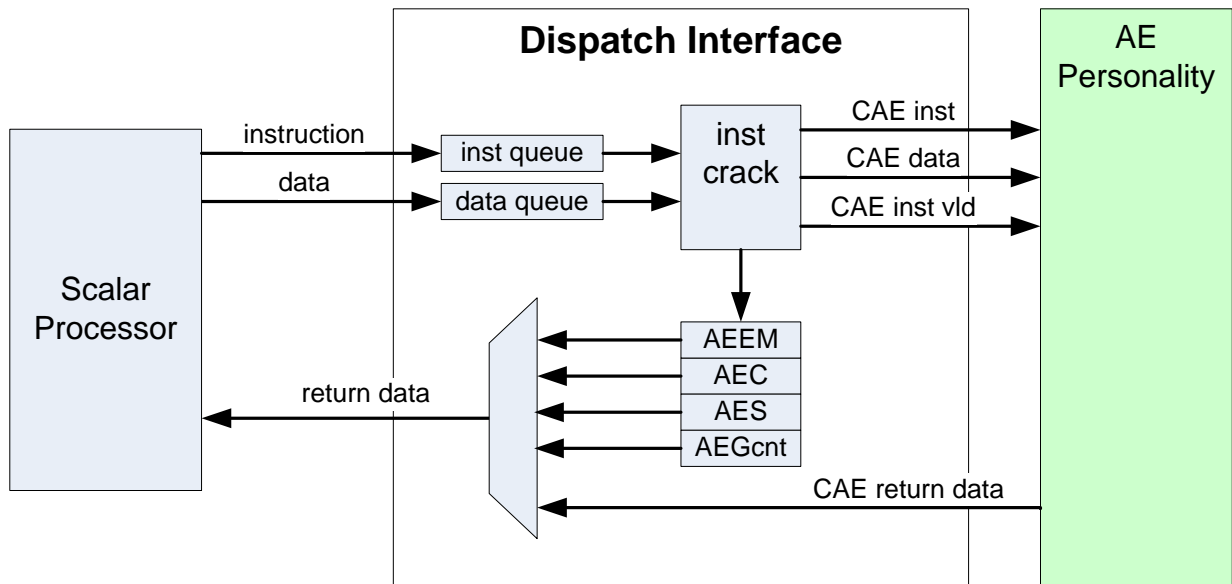 Dispatch Interface
AE
Personality
instruction
data
inst queue
data queue
inst
crack
CAE inst
CAE data
CAE inst vld
Scalar
Processor
AEEM
AEC
AES
AEGcnt
return data
CAE return data